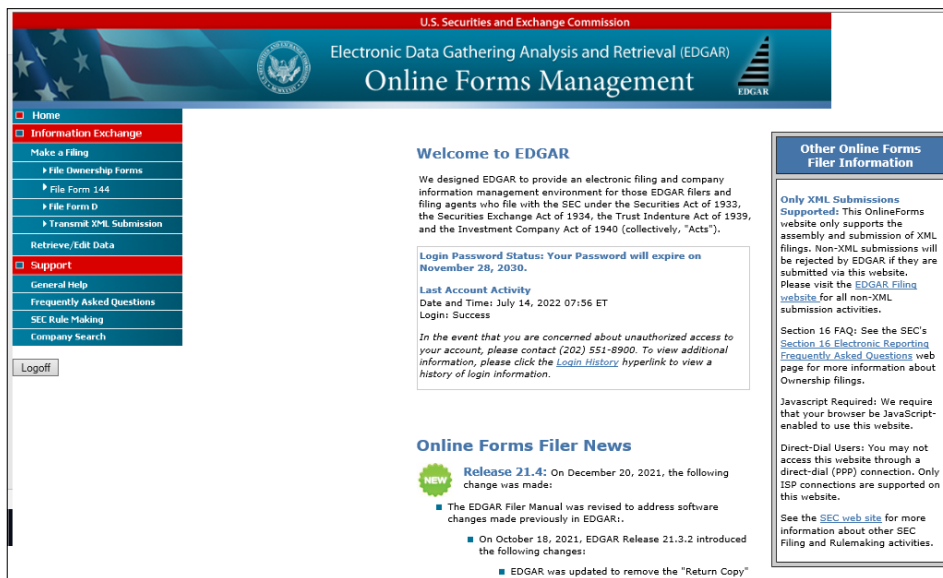 U.S. Securities and Exchange Commission
Electronic Data Gathering Analysis and Retrieval (EDGAR)
Online Forms Management
EDGAR
Home
Information Exchange
Make a Filing
File Ownership Forms
File Form 144
File Form D
Transmit XML Submission
Retrieve/Edit Data
Support
General Help
Frequently Asked Questions
SEC Rule Making
Company Search
Logoff
Welcome to EDGAR
We designed EDGAR to provide an electronic filing and company
information management environment for those EDGAR filers and
filing agents who file with the SEC under the Securities Act of 1933,
the Securities Exchange Act of 1934, the Trust Indenture Act of 1939,
and the Investment Company Act of 1940 (collectively, "Acts").
Login Password Status: Your Password will expire on
November 28, 2030.
Last Account Activity
Date and Time: July 14, 2022 07:56 ET
Login: Success
In the event that you are concerned about unauthorized access to
your account, please contact (202) 551-8900. To view additional
information, please click the Login History hyperlink to view a
history of login information.
Online Forms Filer News
NEW
Release 21.4: On December 20, 2021, the following
change was made:
The EDGAR Filer Manual was revised to address software
changes made previously in EDGAR:.
On October 18, 2021, EDGAR Release 21.3.2 introduced
the following changes:
EDGAR was updated to remove the "Return Copy"
Other Online Forms
Filer Information
Only XML Submissions
Supported: This OnlineForms
website only supports the
assembly and submission of XML
filings. Non-XML submissions will
be rejected by EDGAR if they are
submitted via this website.
Please visit the EDGAR Filing
website for all non-XML
submission activities.
Section 16 FAQ: See the SEC's
Section 16 Electronic Reporting
Frequently Asked Questions web
page for more information about
Ownership filings.
Javascript Required: We require
that your browser be JavaScript-
enabled to use this website.
Direct-Dial Users: You may not
access this website through a
direct-dial (PPP) connection. Only
ISP connections are supported on
this website.
See the SEC web site for more
information about other SEC
Filing and Rulemaking activities.